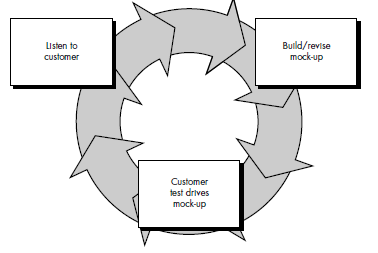 Listen to
customer
Build/revise
mock-up
Customer
test drives
mock-up